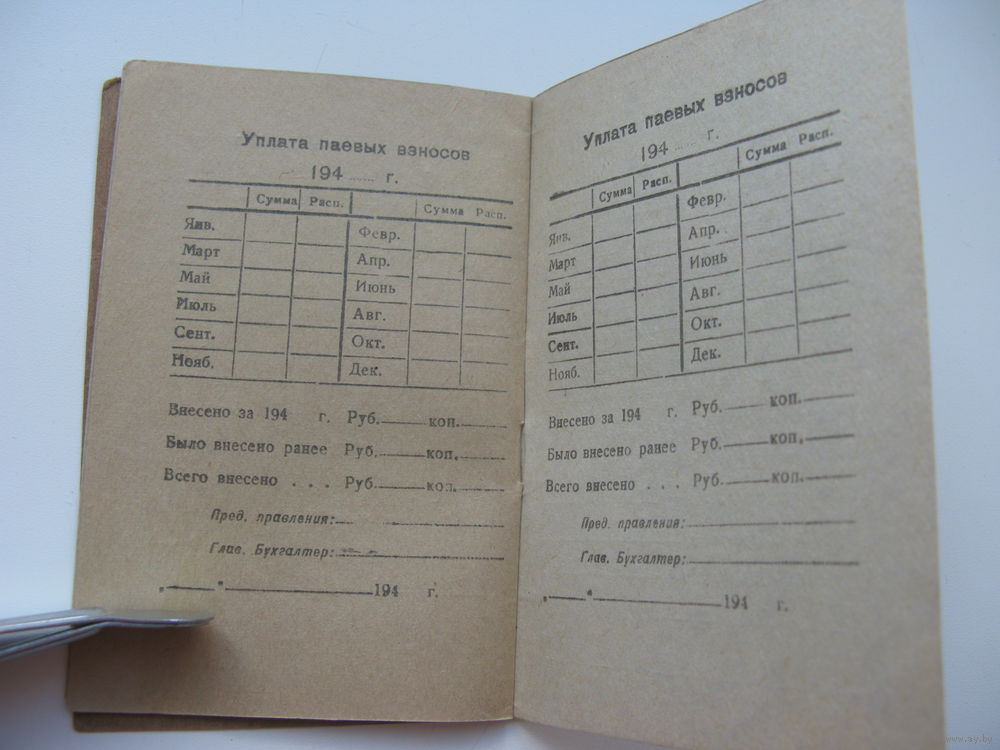 Уплата паевых взносов
194 г.
Сумма Расп. Сумма Расп.
Янв. Февр.
Март Апр.
Май Июнь
Июль Авг.
Сент. Окт.
Нояб. Дек.
Внесено за 194 г. Руб. коп.
Было внесено ранее Руб. коп.
Всего внесено . . . Руб. коп.
Пред. правления:
Глав. Бухгалтер:
194 г.
Уплата паевых взносов
194 г.
Сумма Расп. Сумма Расп.
Янв. Февр.
Март Апр.
Май Июнь
Июль Авг.
Сент. Окт.
Нояб. Дек.
Внесено за 194 г. Руб. коп.
Было внесено ранее Руб. коп.
Всего внесено . . . Руб. коп.
Пред. правления:
Глав. Бухгалтер:
194 г.
www.ay.by